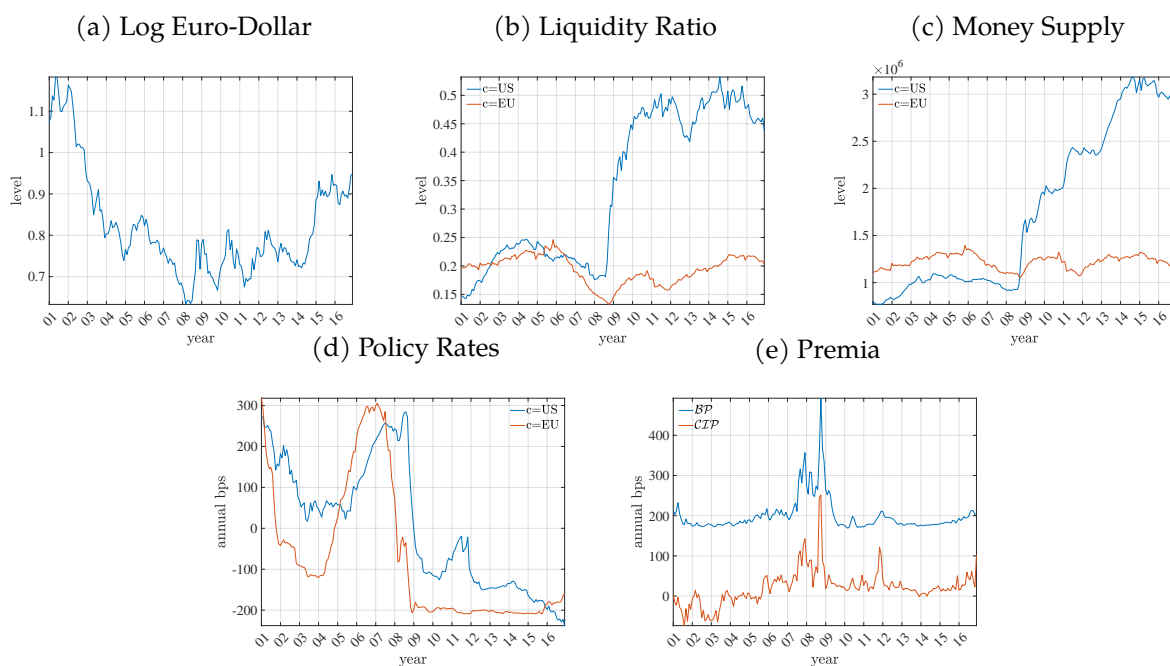 (a) Log Euro-Dollar
(b) Liquidity Ratio
(c) Money Supply
1.1
1
0.9
0.8
0.7
level
01 02 03 04 05 06 07 08 09 10 11 12 13 14 15 16
year
c=US
c=EU
0.5
0.45
0.4
0.35
0.3
0.25
0.2
0.15
level
01 02 03 04 05 06 07 08 09 10 11 12 13 14 15 16
year
×10⁶
c=US
c=EU
3
2.5
2
1.5
1
level
01 02 03 04 05 06 07 08 09 10 11 12 13 14 15 16
year
(d) Policy Rates
(e) Premia
c=US
c=EU
300
200
100
0
-100
-200
annual bps
01 02 03 04 05 06 07 08 09 10 11 12 13 14 15 16
year
BP
CIP
400
300
200
100
0
annual bps
01 02 03 04 05 06 07 08 09 10 11 12 13 14 15 16
year